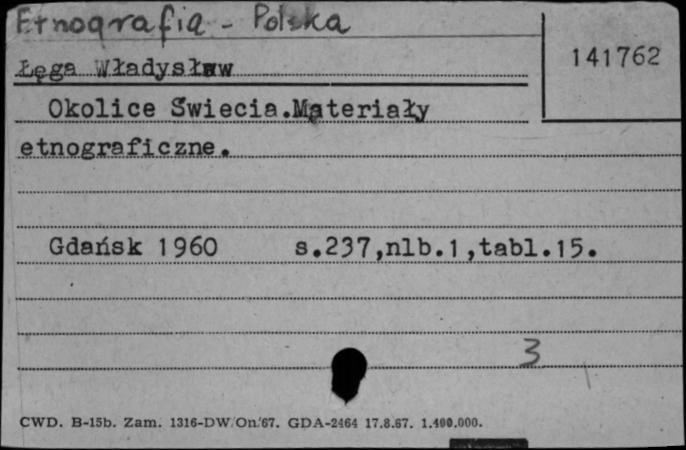 Etnografia - Polska
141762
Łęga Władysław
Okolice Świecia.Materiały
etnograficzne.
Gdańsk 1960 s.237,nlb.1,tabl.15.
3
CWD. B-15b. Zam. 1316-DW/On/67. GDA-2464 17.8.67. 1.400.000.